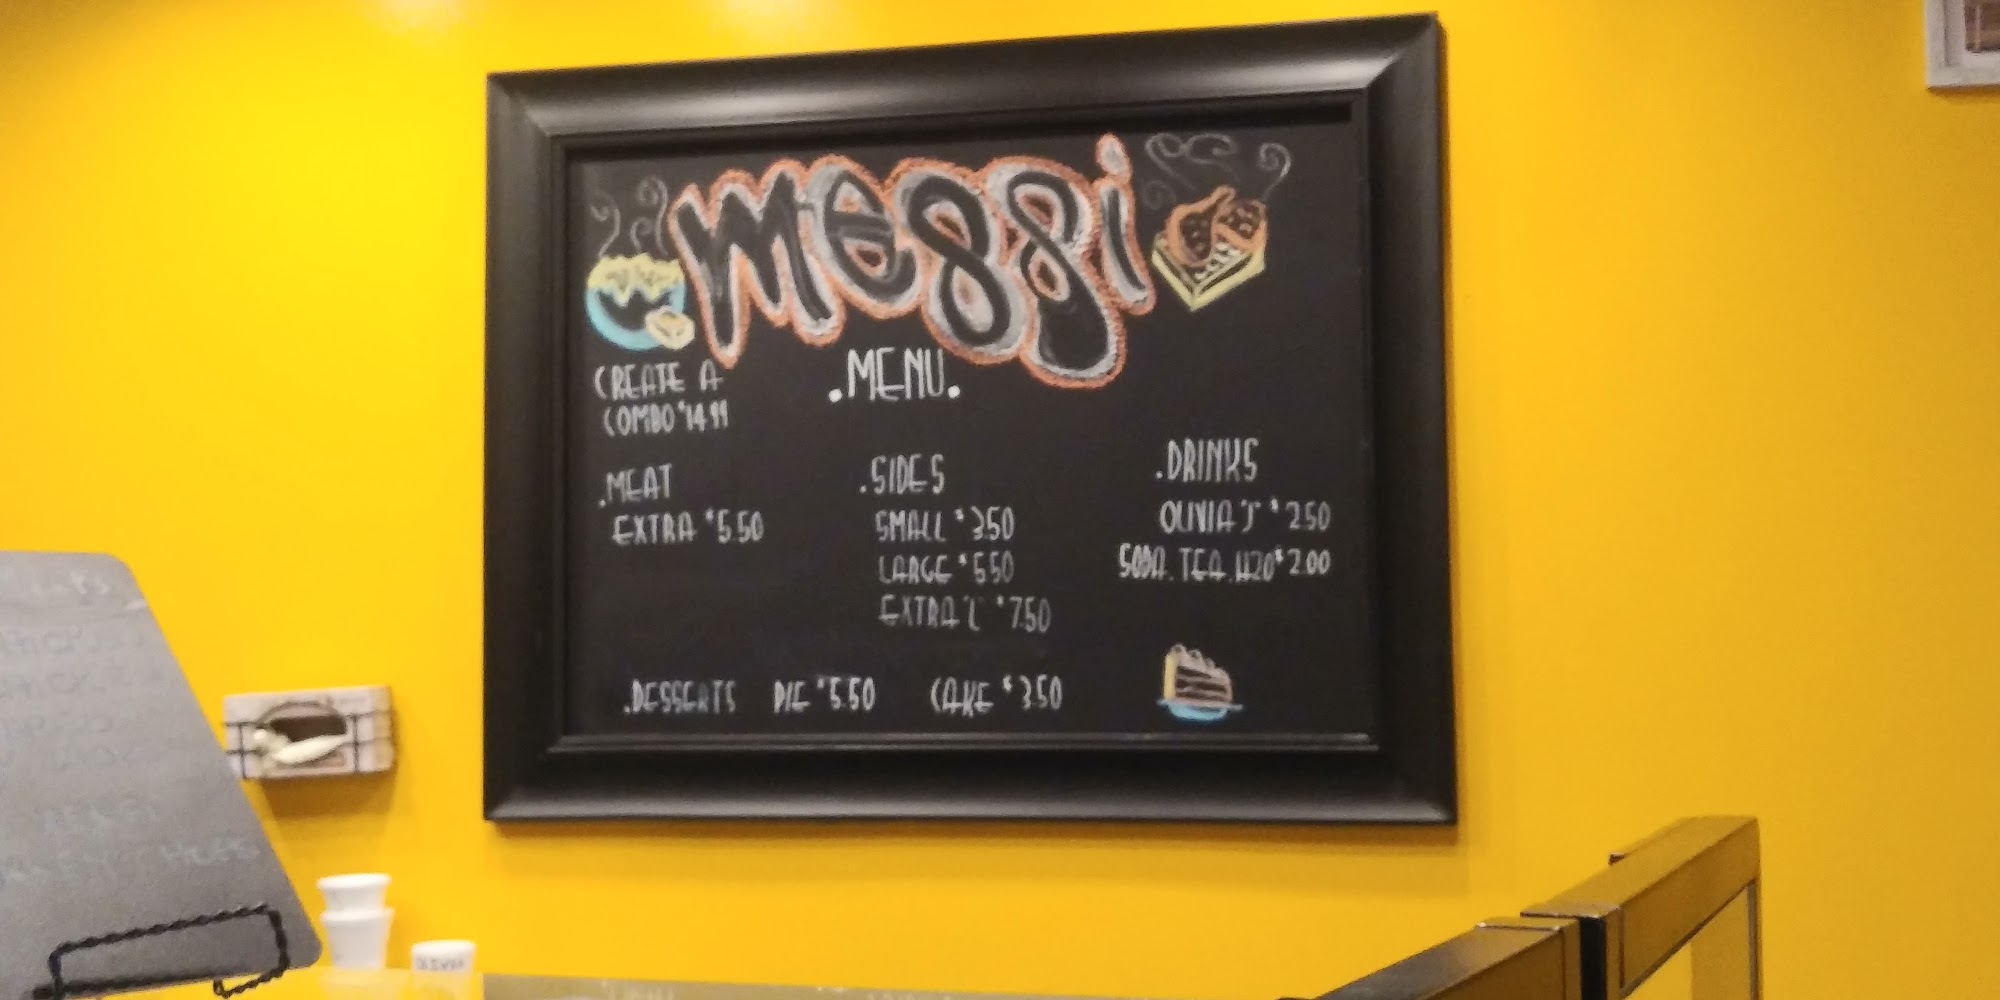 messi
.MENU.
CREATE A
COMBO $14.99
.MEAT
EXTRA $5.50
.SIDES
SMALL $3.50
LARGE $5.50
EXTRA L $7.50
.DRINKS
OLIVIA'S $2.50
SODA. TEA. H20 $2.00
.DESSERTS PIE $5.50 CAKE $3.50